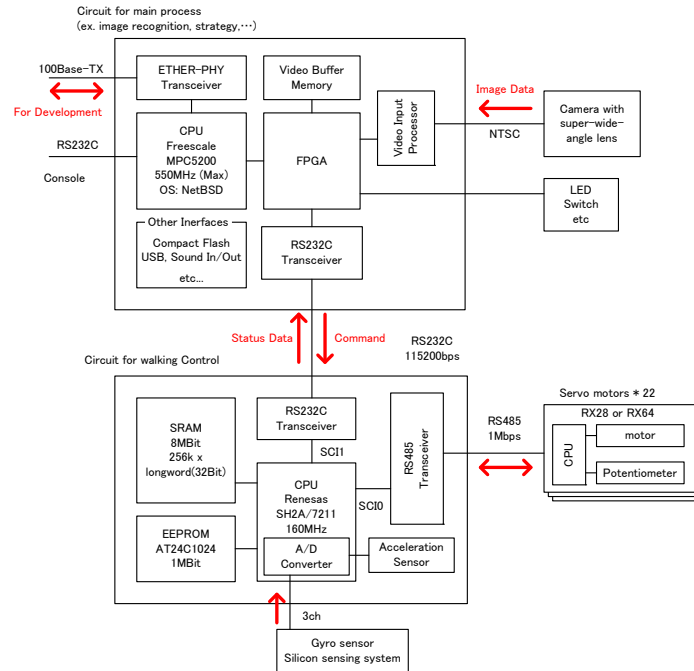 Circuit for main process
(ex. image recognition, strategy,…)
100Base-TX
For Development
RS232C
Console
ETHER-PHY
Transceiver
Video Buffer
Memory
CPU
Freescale
MPC5200
550MHz (Max)
OS: NetBSD
FPGA
Video Input
Processor
Image Data
NTSC
Camera with
super-wide-
angle lens
LED
Switch
etc
Other Inerfaces
Compact Flash
USB, Sound In/Out
etc...
RS232C
Transceiver
Status Data
Command
RS232C
115200bps
Circuit for walking Control
SRAM
8MBit
256k x
longword(32Bit)
RS232C
Transceiver
SCI1
CPU
Renesas
SH2A/7211
160MHz
SCI0
RS485
Transceiver
RS485
1Mbps
Servo motors * 22
RX28 or RX64
CPU
motor
Potentiometer
EEPROM
AT24C1024
1MBit
A/D
Converter
Acceleration
Sensor
3ch
Gyro sensor
Silicon sensing system